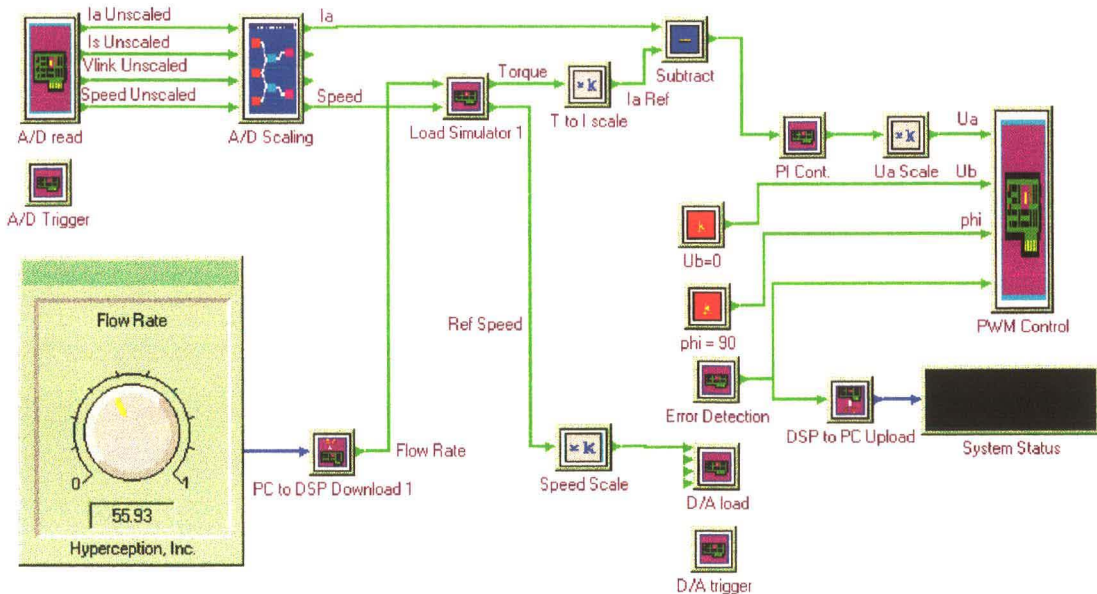 Ia Unscaled
Is Unscaled
Vlink Unscaled
Speed Unscaled
A/D read
Ia
Speed
A/D Scaling
A/D Trigger
Torque
Load Simulator 1
×k
T to I scale
Ia Ref
Subtract
PI Cont.
×k
Ua Scale
Ua
Ub
phi
PWM Control
k
Ub=0
k
phi = 90
Error Detection
DSP to PC Upload
System Status
Flow Rate
0
1
55.93
Hyperception, Inc.
PC to DSP Download 1
Flow Rate
Ref Speed
×k
Speed Scale
D/A load
D/A trigger